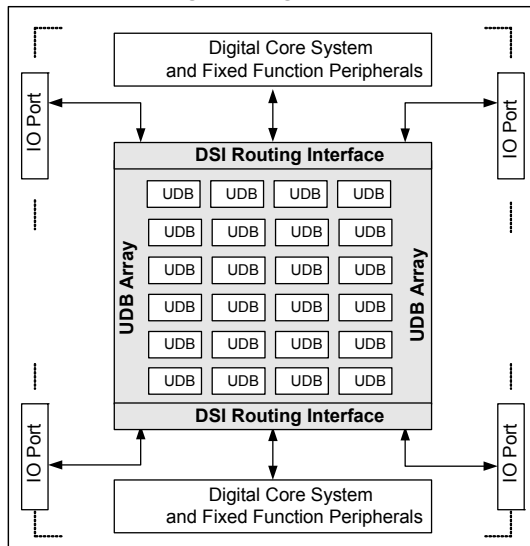 Digital Core System
and Fixed Function Peripherals
IO Port
IO Port
DSI Routing Interface
UDB Array
UDB Array
UDB UDB UDB UDB
UDB UDB UDB UDB
UDB UDB UDB UDB
UDB UDB UDB UDB
UDB UDB UDB UDB
UDB UDB UDB UDB
DSI Routing Interface
IO Port
IO Port
Digital Core System
and Fixed Function Peripherals